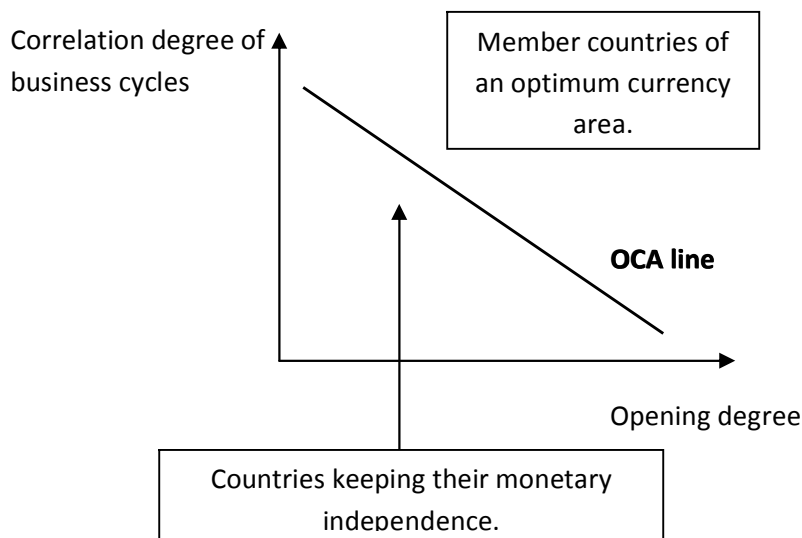 Correlation degree of
business cycles
Member countries of
an optimum currency
area.
OCA line
Opening degree
Countries keeping their monetary
independence.